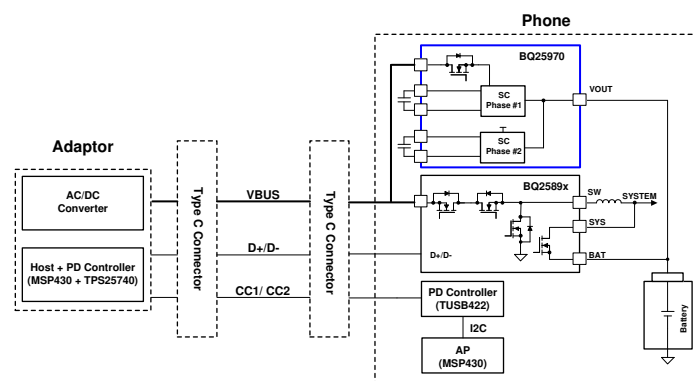 Phone
BQ25970
SC
Phase #1
VOUT
SC
Phase #2
Adaptor
AC/DC
Converter
Host + PD Controller
(MSP430 + TPS25740)
Type C Connector
VBUS
D+/D-
CC1/ CC2
Type C Connector
BQ2589x
SW
SYSTEM
SYS
BAT
D+/D-
PD Controller
(TUSB422)
I2C
AP
(MSP430)
Battery